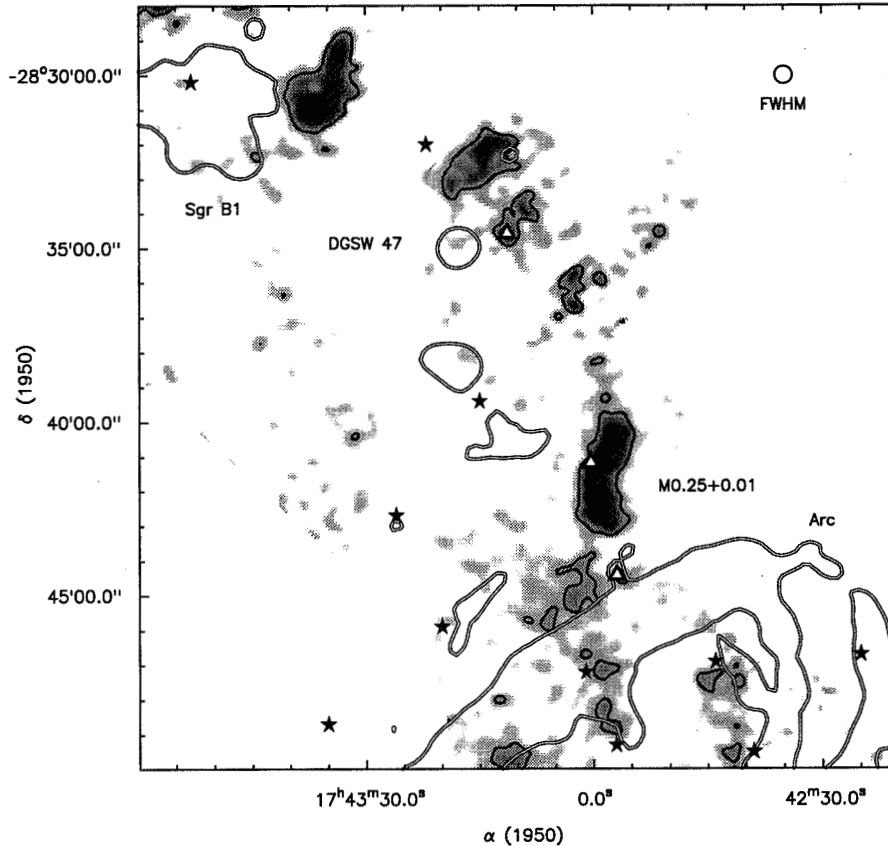 -28°30'00.0"
FWHM
Sgr B1
DGSW 47
35'00.0"
δ (1950)
40'00.0"
M0.25+0.01
Arc
45'00.0"
17ʰ43ᵐ30.0ˢ 0.0ˢ 42ᵐ30.0ˢ
α (1950)